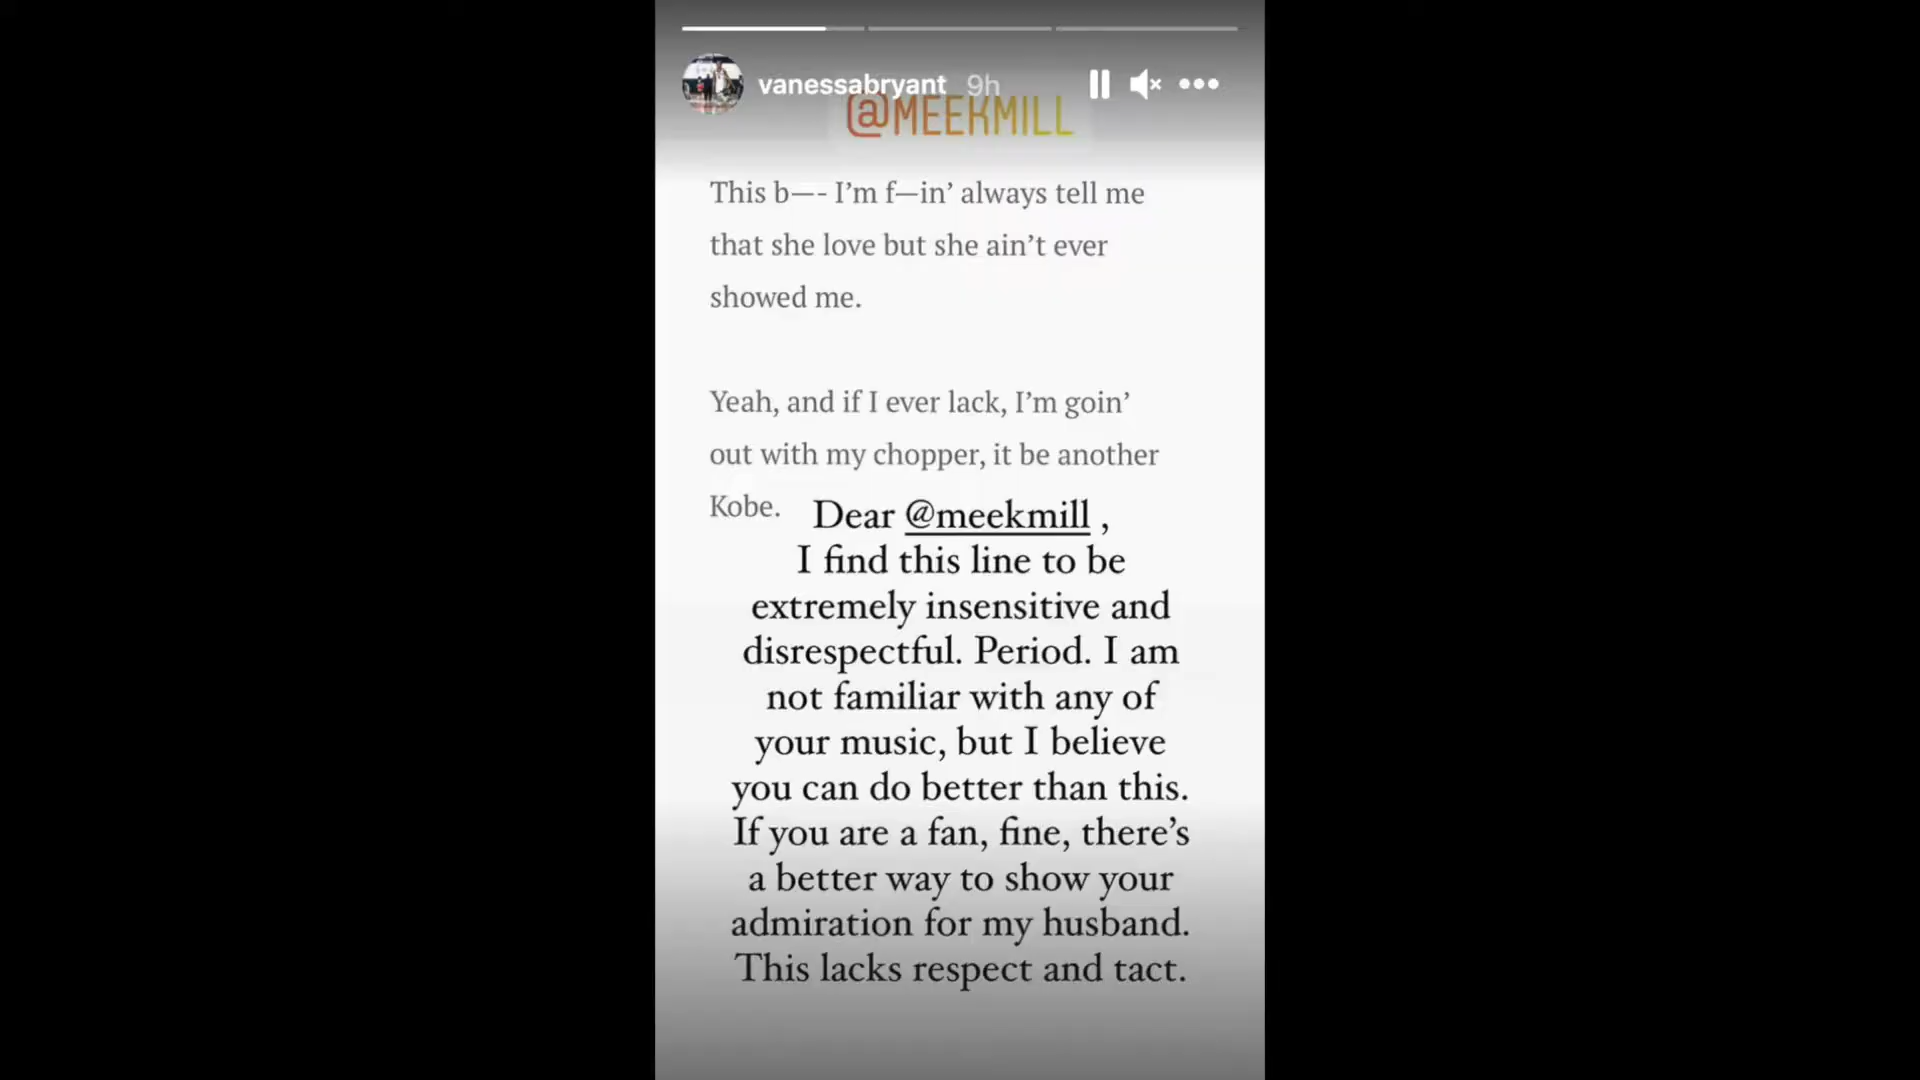 vanessabryant 9h
@MEEKMILL
This b—- I’m f—in’ always tell me
that she love but she ain’t ever
showed me.
Yeah, and if I ever lack, I’m goin’
out with my chopper, it be another
Kobe.
Dear @meekmill ,
I find this line to be
extremely insensitive and
disrespectful. Period. I am
not familiar with any of
your music, but I believe
you can do better than this.
If you are a fan, fine, there’s
a better way to show your
admiration for my husband.
This lacks respect and tact.